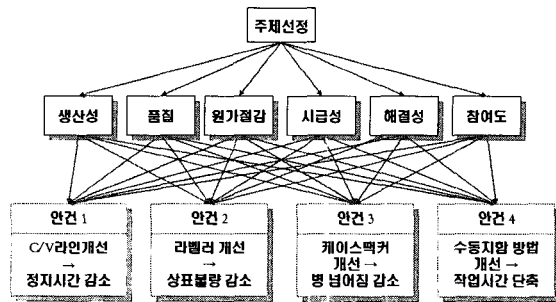 주제선정
생산성 품질 원가절감 시급성 해결성 참여도
안건 1 안건 2 안건 3 안건 4
C/V라인개선
→
정지시간 감소
라벨러 개선
→
상표불량 감소
케이스팩커
개선 →
병 넘어짐 감소
수동지함 방법
개선 →
작업시간 단축